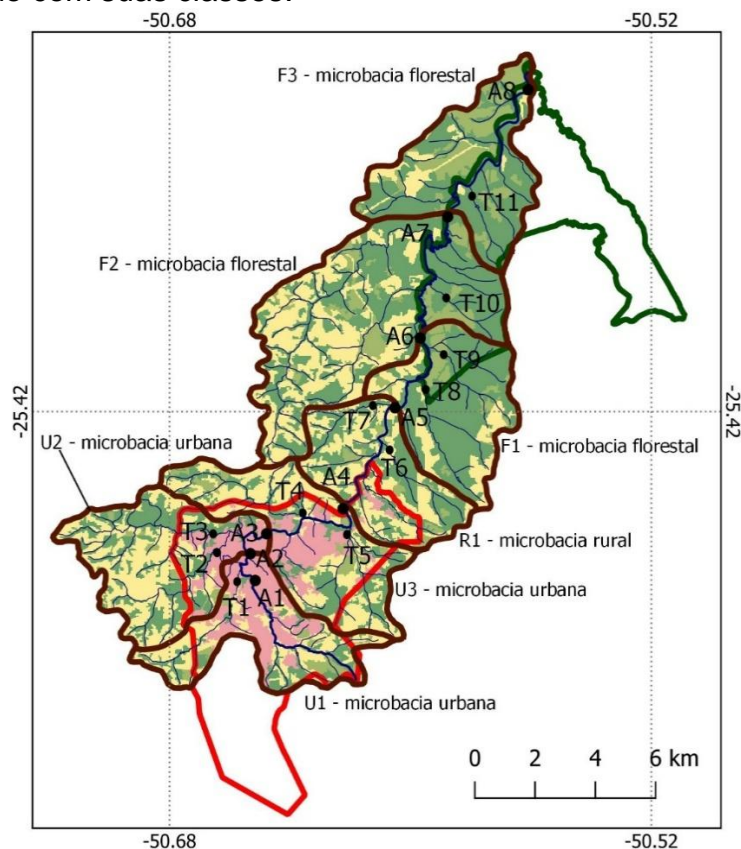 -50.68 -50.52
F3 - microbacia florestal
A8
T11
A7
F2 - microbacia florestal
T10
A6
T9
T8
-25.42 -25.42
T7 A5
U2 - microbacia urbana
F1 - microbacia florestal
T6
A4
T4
T3 A3
T5
R1 - microbacia rural
T2 A2
U3 - microbacia urbana
T1 A1
U1 - microbacia urbana
0 2 4 6 km
-50.68 -50.52